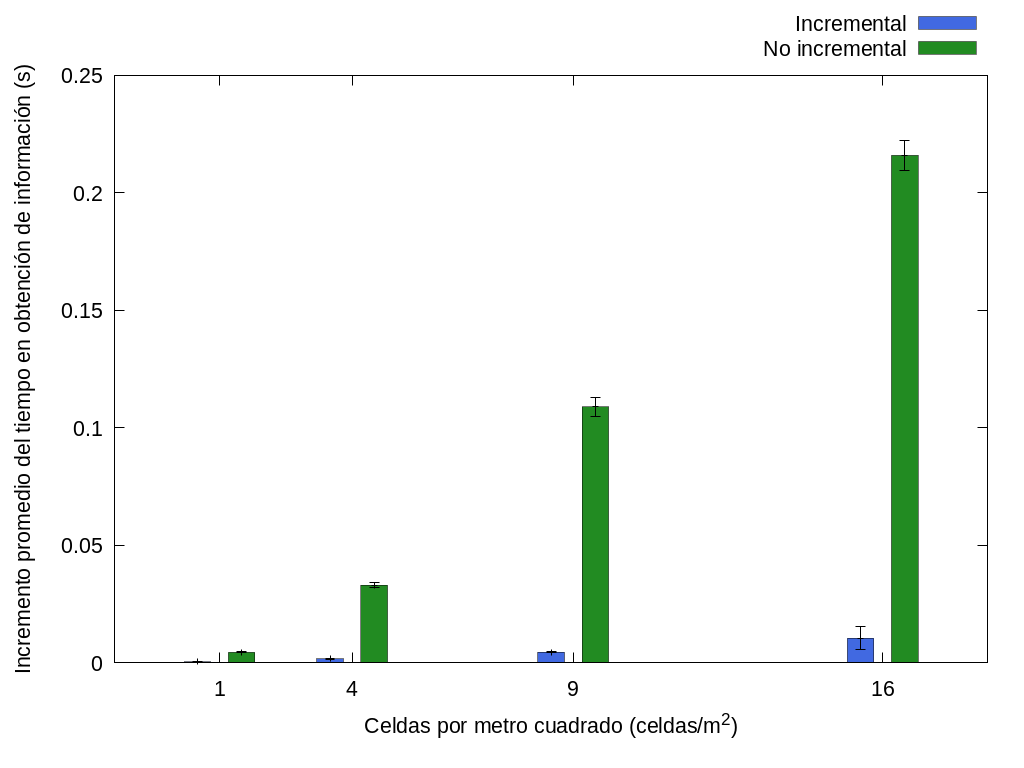 Incremental
No incremental
Incremento promedio del tiempo en obtención de información (s)
0.25
0.2
0.15
0.1
0.05
0
1 4 9 16
Celdas por metro cuadrado (celdas/m²)